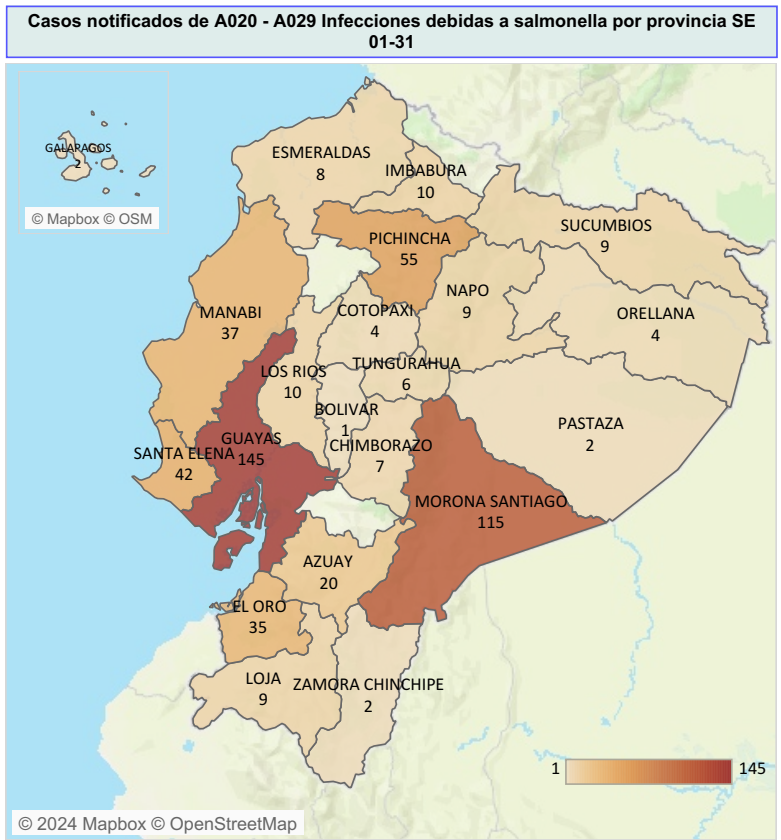 Casos notificados de A020 - A029 Infecciones debidas a salmonella por provincia SE
01-31
GALAPAGOS
2
© Mapbox © OSM
ESMERALDAS
8
IMBABURA
10
SUCUMBIOS
9
PICHINCHA
55
NAPO
9
COTOPAXI
4
ORELLANA
4
MANABI
37
LOS RIOS
10
TUNGURAHUA
6
BOLIVAR
1
PASTAZA
2
GUAYAS
145
CHIMBORAZO
7
SANTA ELENA
42
MORONA SANTIAGO
115
AZUAY
20
EL ORO
35
LOJA
9
ZAMORA CHINCHIPE
2
1 145
© 2024 Mapbox © OpenStreetMap